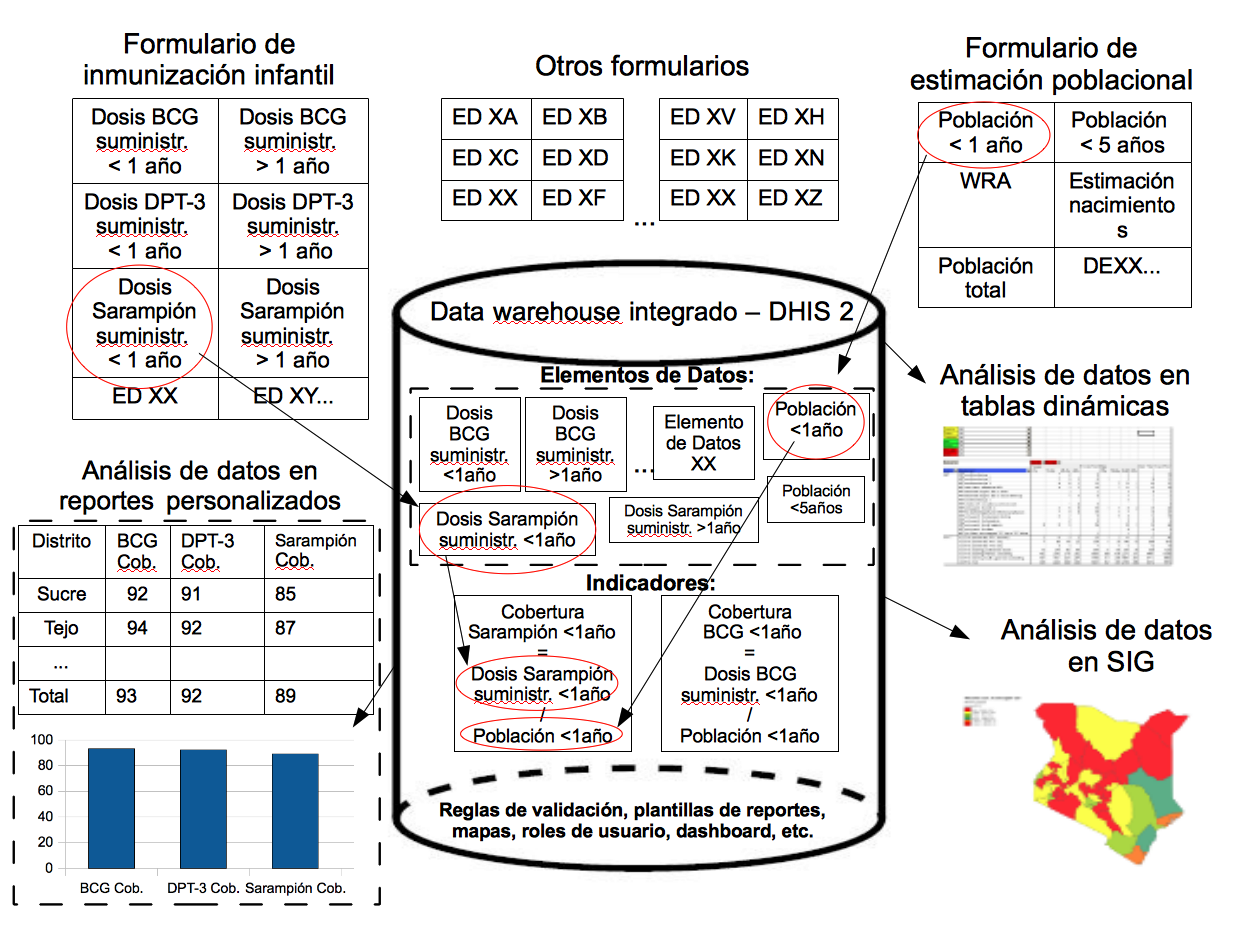 Formulario de
inmunización infantil
Dosis BCG
suministr.
< 1 año
Dosis BCG
suministr.
> 1 año
Dosis DPT-3
suministr.
< 1 año
Dosis DPT-3
suministr.
> 1 año
Dosis
Sarampión
suministr.
< 1 año
Dosis
Sarampión
suministr.
> 1 año
ED XX
ED XY...
Otros formularios
ED XA
ED XB
ED XC
ED XD
ED XX
ED XF
...
ED XV
ED XH
ED XK
ED XN
ED XX
ED XZ
Formulario de
estimación poblacional
Población
< 1 año
Población
< 5 años
WRA
Estimación
nacimiento
s
Población
total
DEXX...
Data warehouse integrado – DHIS 2
Elementos de Datos:
Dosis
BCG
suministr.
<1año
Dosis
BCG
suministr.
>1año
...
Elemento
de Datos
XX
Población
<1año
Dosis Sarampión
suministr. <1año
Dosis Sarampión
suministr. >1año
Población
<5años
Indicadores:
Cobertura
Sarampión <1año
=
Dosis Sarampión
suministr. <1año
/
Población <1año
Cobertura
BCG <1año
=
Dosis BCG
suministr. <1año
/
Población <1año
Reglas de validación, plantillas de reportes,
mapas, roles de usuario, dashboard, etc.
Análisis de datos en
reportes personalizados
Distrito
BCG
Cob.
DPT-3
Cob.
Sarampión
Cob.
Sucre 92 91 85
Tejo 94 92 87
...
Total 93 92 89
100
80
60
40
20
0
BCG Cob.
DPT-3 Cob.
Sarampión Cob.
Análisis de datos en
tablas dinámicas
Análisis de datos
en SIG